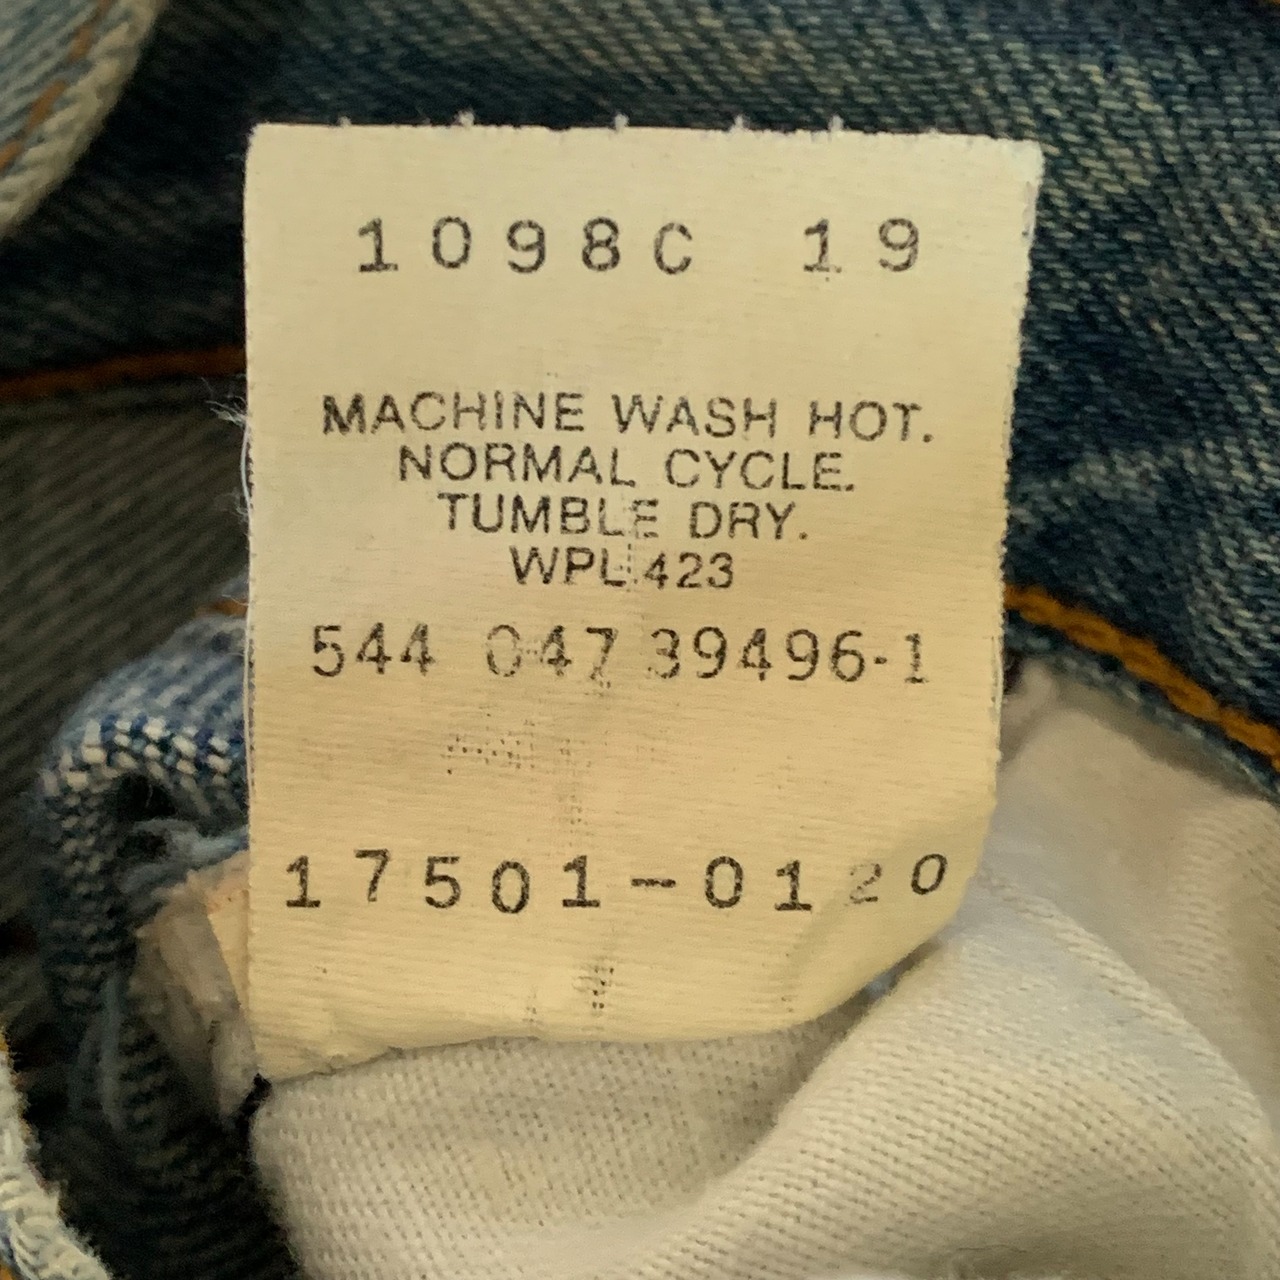 1098C 19
MACHINE WASH HOT.
NORMAL CYCLE.
TUMBLE DRY.
WPL 423
544 047 39496-1
17501-0120